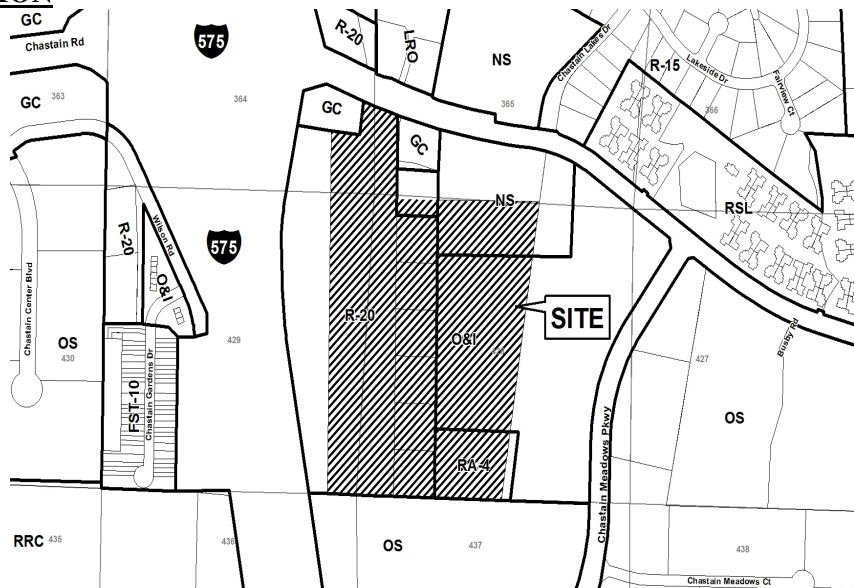 GC
Chastain Rd
575
R-20
LRO
NS
Chastain Lakes Dr
R-15
Lakeside Dr
Fairview Ct
GC
363
364
GC
365
366
GC
R-20
Wilson Rd
575
NS
RSL
O&I
SITE
R-20
Chastain Center Blvd
OS
430
429
O&I
427
Busby Rd
FST-10
Chastain Gardens Dr
OS
RA-4
Chastain Meadows Pkwy
RRC
435
436
OS
437
438
Chastain Meadows Ct